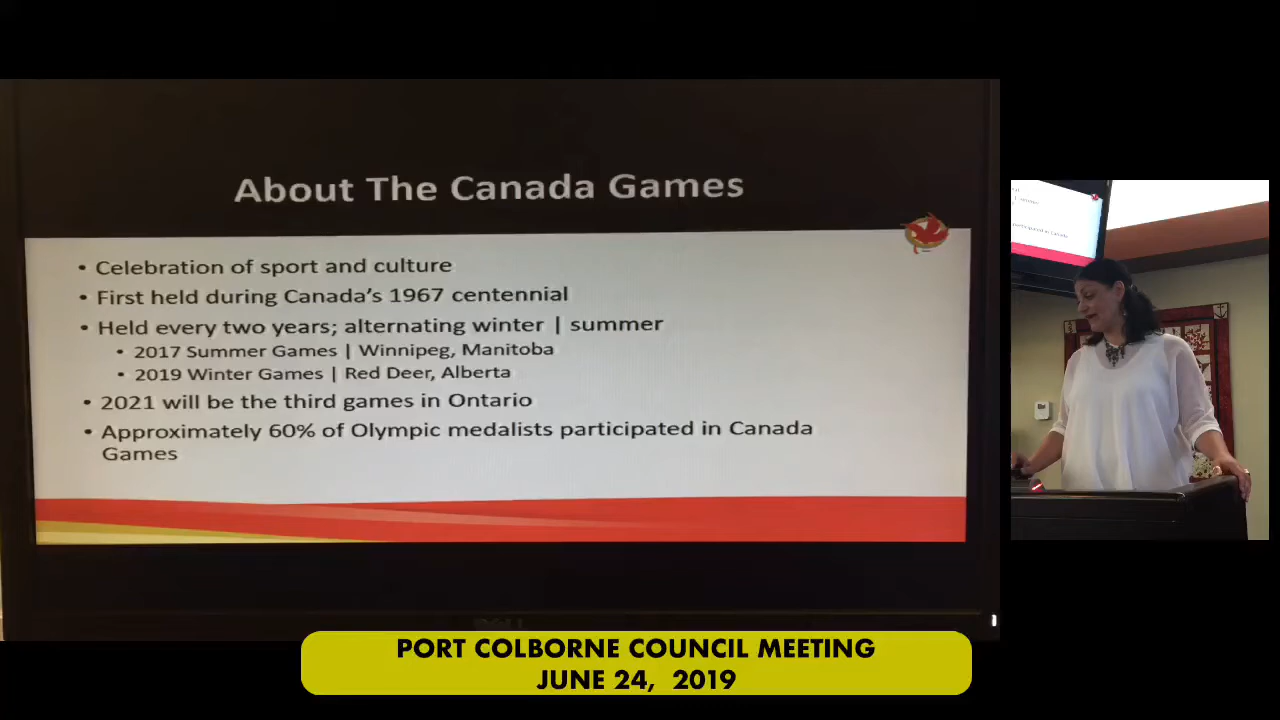 About The Canada Games
• Celebration of sport and culture
• First held during Canada's 1967 centennial
• Held every two years; alternating winter | summer
• 2017 Summer Games | Winnipeg, Manitoba
• 2019 Winter Games | Red Deer, Alberta
• 2021 will be the third games in Ontario
• Approximately 60% of Olympic medalists participated in Canada
Games
PORT COLBORNE COUNCIL MEETING
JUNE 24, 2019